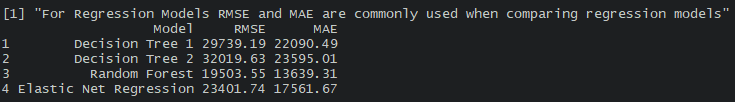 [1] "For Regression Models RMSE and MAE are commonly used when comparing regression models"
Model RMSE MAE
1 Decision Tree 1 29739.19 22090.49
2 Decision Tree 2 32019.63 23595.01
3 Random Forest 19503.55 13639.31
4 Elastic Net Regression 23401.74 17561.67